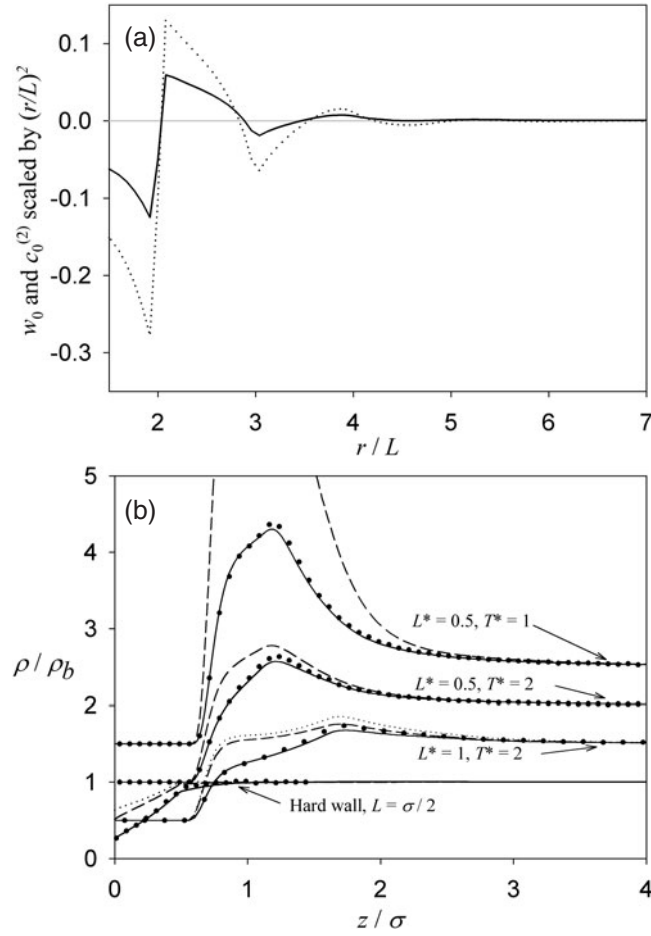 (a)
0.1
0.0
-0.1
-0.2
-0.3
w₀ and c₀⁽²⁾ scaled by (r/L)²
2 3 4 5 6 7
r / L
(b)
5
4
3
2
1
0
ρ / ρb
L* = 0.5, T* = 1
L* = 0.5, T* = 2
L* = 1, T* = 2
Hard wall, L = σ/2
0 1 2 3 4
z / σ